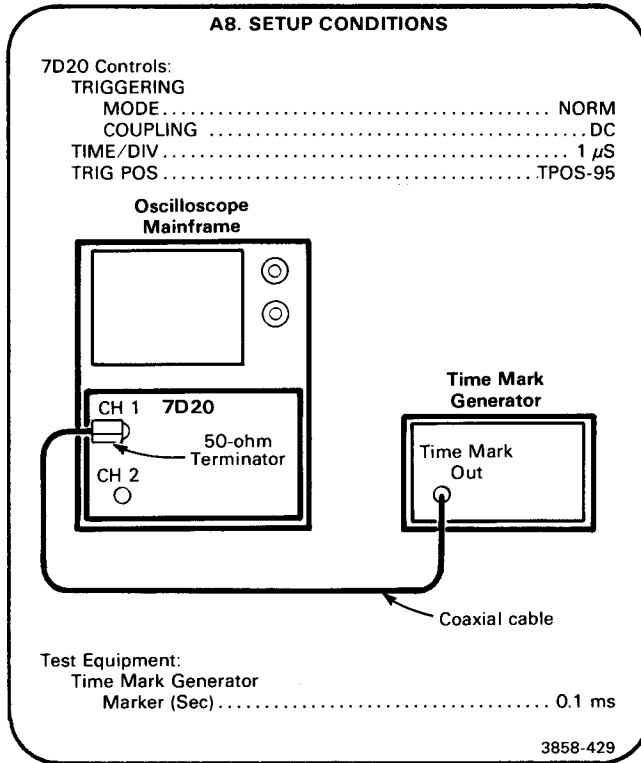 A8. SETUP CONDITIONS
7D20 Controls:
TRIGGERING
MODE........................................ NORM
COUPLING ........................................DC
TIME/DIV........................................ 1 μS
TRIG POS........................................TPOS-95
Oscilloscope
Mainframe
CH 1 7D20
50-ohm
Terminator
CH 2
Time Mark
Generator
Time Mark
Out
Coaxial cable
Test Equipment:
Time Mark Generator
Marker (Sec)........................................ 0.1 ms
3858-429